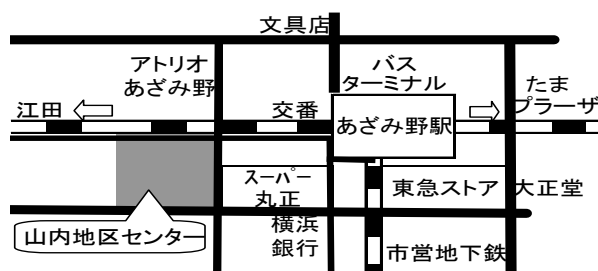 文具店
アトリオ
あざみ野
バス
ターミナル
たま
プラーザ
江田
交番
あざみ野駅
スーパー
丸正
東急ストア
大正堂
横浜
銀行
山内地区センター
市営地下鉄